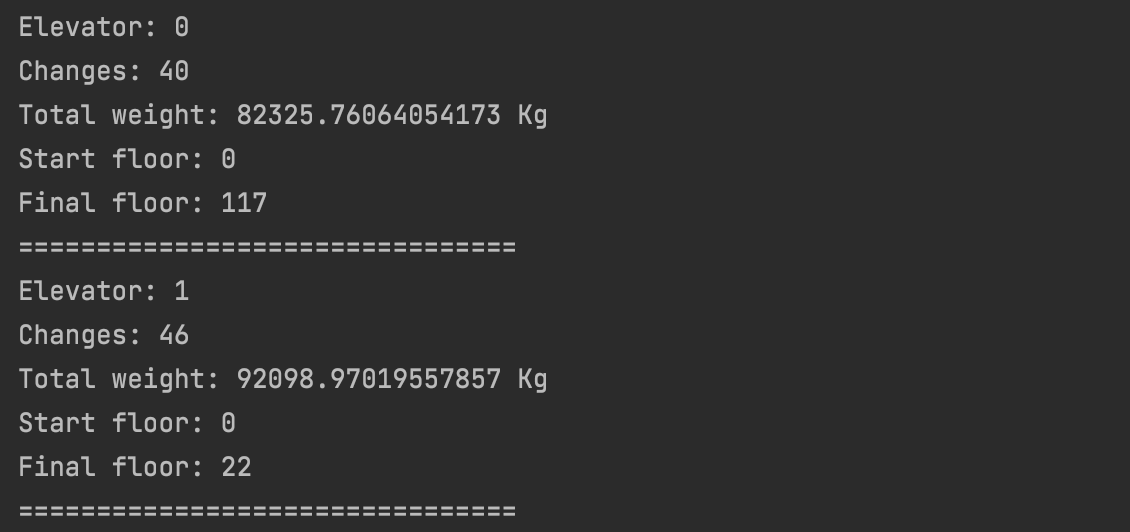 Elevator: 0
Changes: 40
Total weight: 82325.76064054173 Kg
Start floor: 0
Final floor: 117
================================
Elevator: 1
Changes: 46
Total weight: 92098.97019557857 Kg
Start floor: 0
Final floor: 22
================================